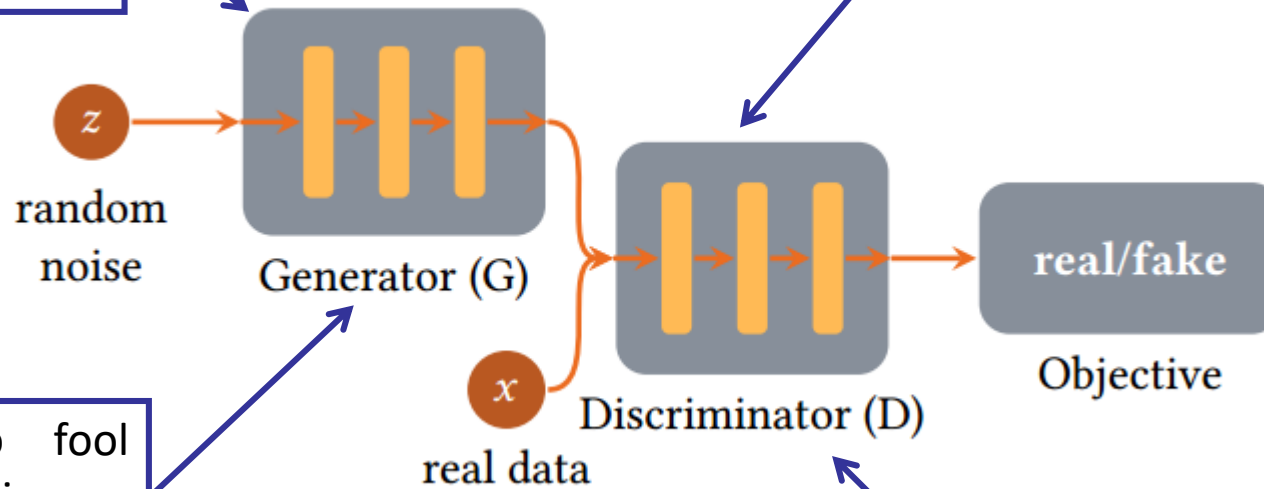 z
random
noise
Generator (G)
x
real data
Discriminator (D)
real/fake
Objective
fool